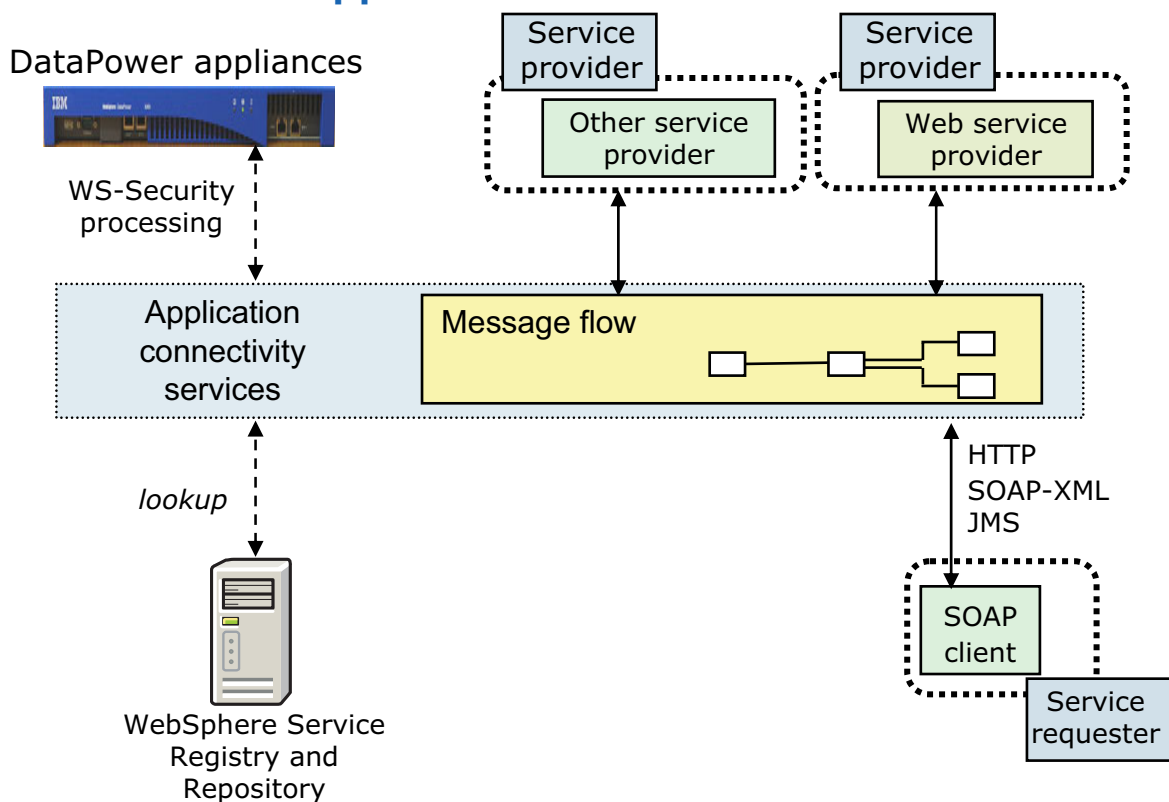 DataPower appliances
IBM
WS-Security
processing
Service
provider
Other service
provider
Service
provider
Web service
provider
Application
connectivity
services
Message flow
lookup
HTTP
SOAP-XML
JMS
SOAP
client
Service
requester
WebSphere Service
Registry and
Repository